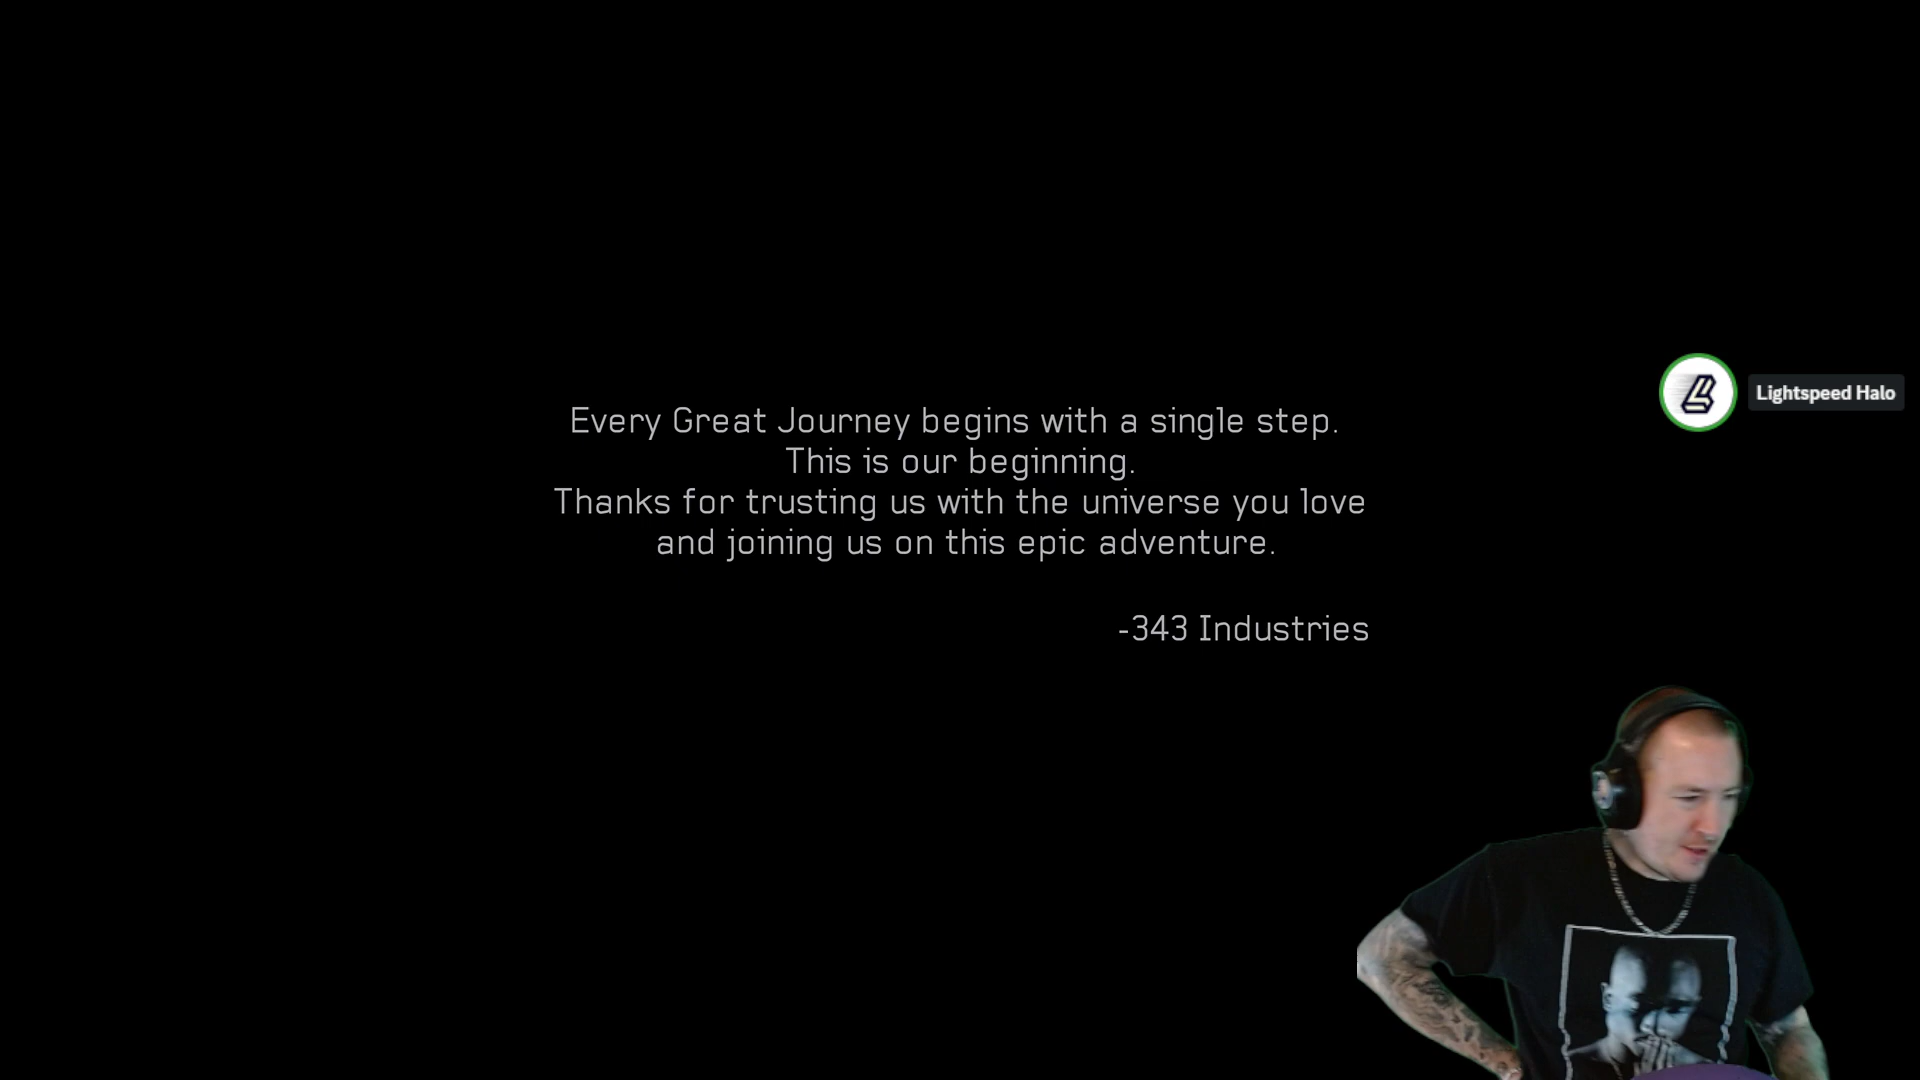 Every Great Journey begins with a single step.
This is our beginning.
Thanks for trusting us with the universe you love
and joining us on this epic adventure.
-343 Industries
Lightspeed Halo